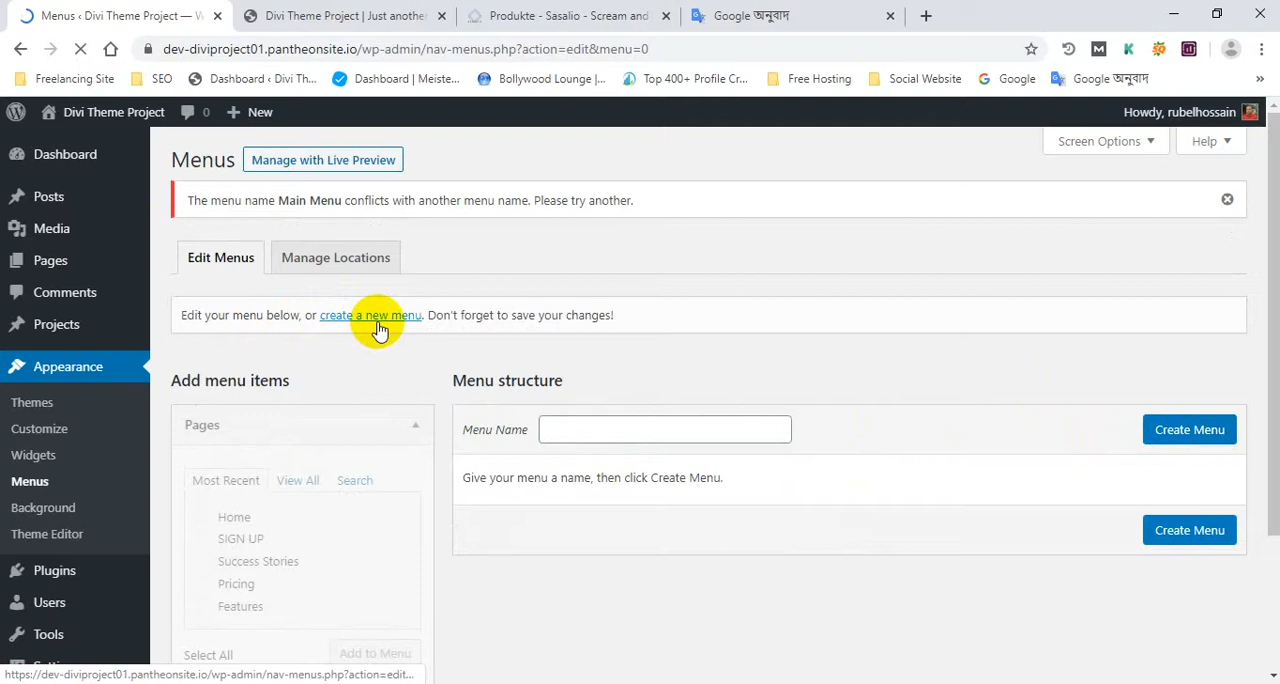 Menus ‹ Divi Theme Project — W
Divi Theme Project | Just another
Produkte - Sasalio - Scream and
Google অনুবাদ
dev-diviproject01.pantheonsite.io/wp-admin/nav-menus.php?action=edit&menu=0
Freelancing Site
SEO
Dashboard ‹ Divi Th...
Dashboard | Meiste...
Bollywood Lounge |...
Top 400+ Profile Cr...
Free Hosting
Social Website
Google
Google অনুবাদ
»
Divi Theme Project
0
New
Howdy, rubelhossain
Dashboard
Posts
Media
Pages
Comments
Projects
Appearance
Themes
Customize
Widgets
Menus
Background
Theme Editor
Plugins
Users
Tools
Screen Options
Help
Menus
Manage with Live Preview
The menu name Main Menu conflicts with another menu name. Please try another.
Edit Menus
Manage Locations
Edit your menu below, or create a new menu. Don't forget to save your changes!
Add menu items
Pages
Most Recent
View All
Search
Home
SIGN UP
Success Stories
Pricing
Features
Select All
Add to Menu
Menu structure
Menu Name
Create Menu
Give your menu a name, then click Create Menu.
Create Menu
https://dev-diviproject01.pantheonsite.io/wp-admin/nav-menus.php?action=edit...